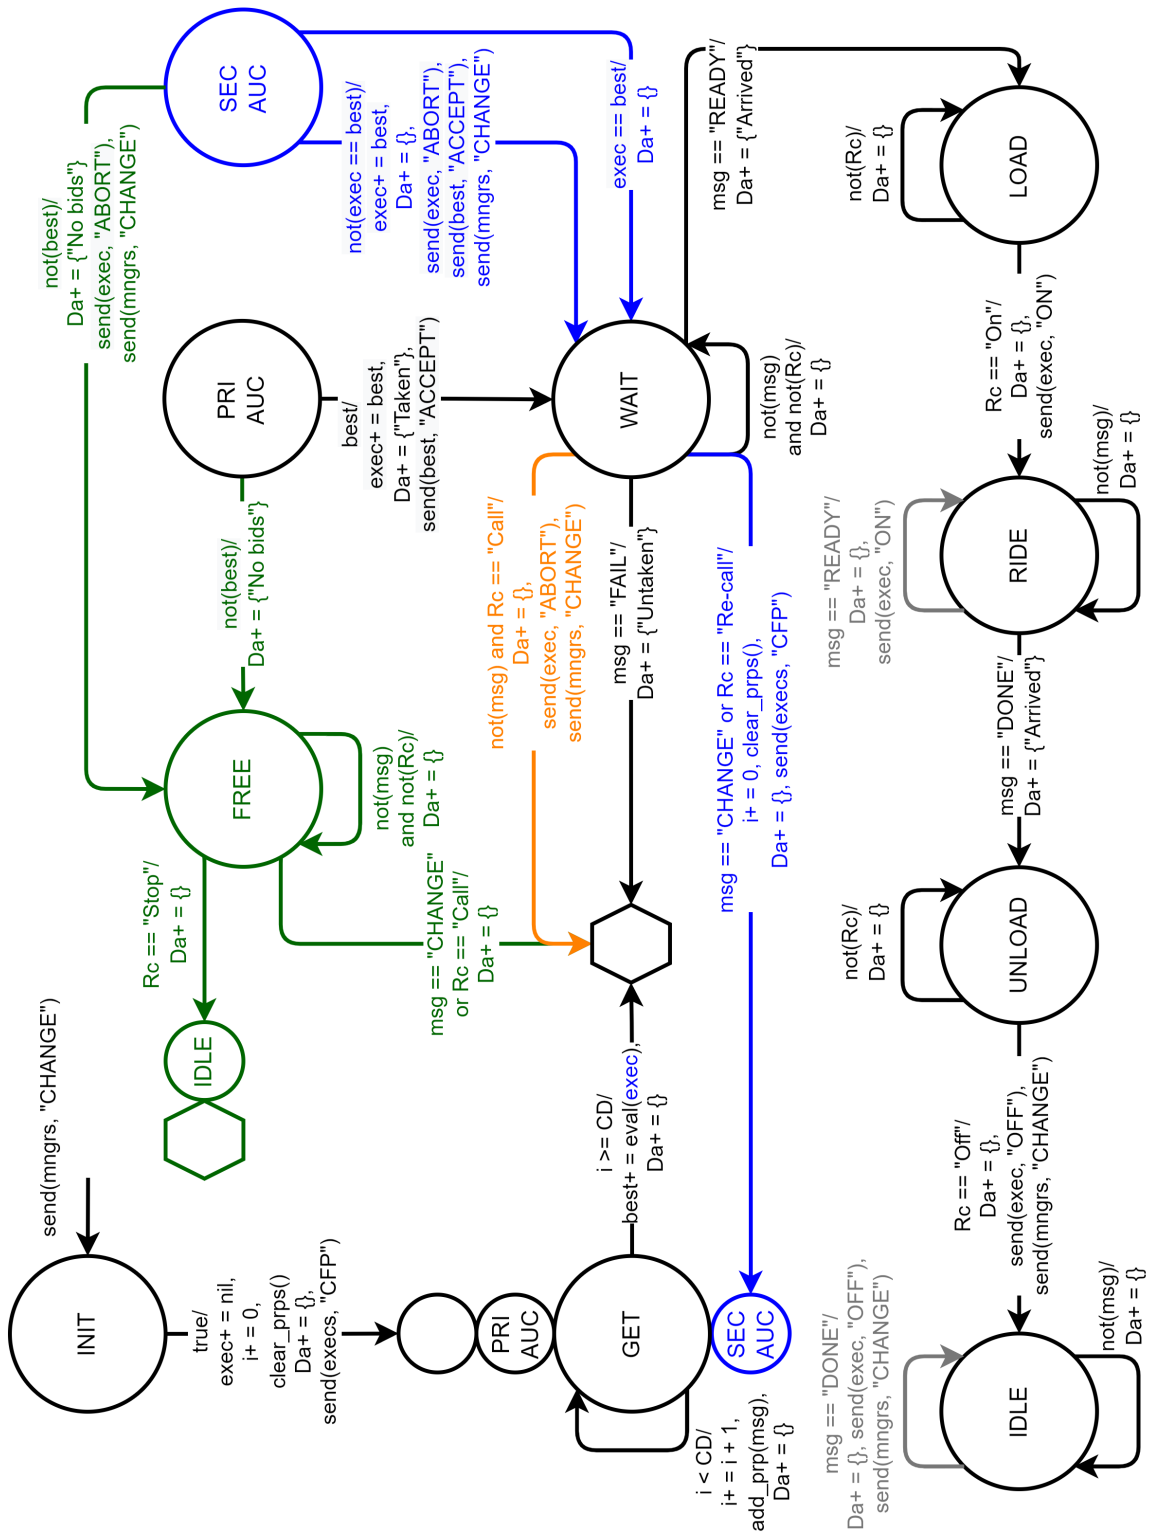 send(mngrs, "CHANGE")
INIT
not(best)/
Da+ = {"No bids"}
send(exec, "ABORT"),
send(mngrs, "CHANGE")
true/
exec+ = nil,
i+ = 0,
clear_prps()
Da+ = {},
send(execs, "CFP")
IDLE
Rc == "Stop"/
Da+ = {}
FREE
not(best)/
Da+ = {"No bids"}
PRI
AUC
SEC
AUC
not(msg)
and not(Rc)/
Da+ = {}
best/
exec+ = best,
Da+ = {"Taken"},
send(best, "ACCEPT")
not(exec == best)/
exec+ = best,
Da+ = {},
send(exec, "ABORT"),
send(best, "ACCEPT"),
send(mngrs, "CHANGE")
msg == "CHANGE"
or Rc == "Call"/
Da+ = {}
PRI
AUC
not(msg) and Rc == "Call"/
Da+ = {},
send(exec, "ABORT"),
send(mngrs, "CHANGE")
GET
i >= CD/
best+ = eval(exec),
Da+ = {}
msg == "FAIL"/
Da+ = {"Untaken"}
WAIT
exec == best/
Da+ = {}
i < CD/
i+ = i + 1,
add_prp(msg),
Da+ = {}
SEC
AUC
msg == "CHANGE" or Rc == "Re-call"/
i+ = 0, clear_prps(),
Da+ = {}, send(execs, "CFP")
not(msg)
and not(Rc)/
Da+ = {}
msg == "READY"/
Da+ = {"Arrived"}
msg == "DONE"/
Da+ = {}, send(exec, "OFF"),
send(mngrs, "CHANGE")
not(Rc)/
Da+ = {}
msg == "READY"/
Da+ = {},
send(exec, "ON")
not(Rc)/
Da+ = {}
IDLE
Rc == "Off"/
Da+ = {},
send(exec, "OFF"),
send(mngrs, "CHANGE")
UNLOAD
msg == "DONE"/
Da+ = {"Arrived"}
RIDE
Rc == "On"/
Da+ = {},
send(exec, "ON")
LOAD
not(msg)/
Da+ = {}
not(msg)/
Da+ = {}